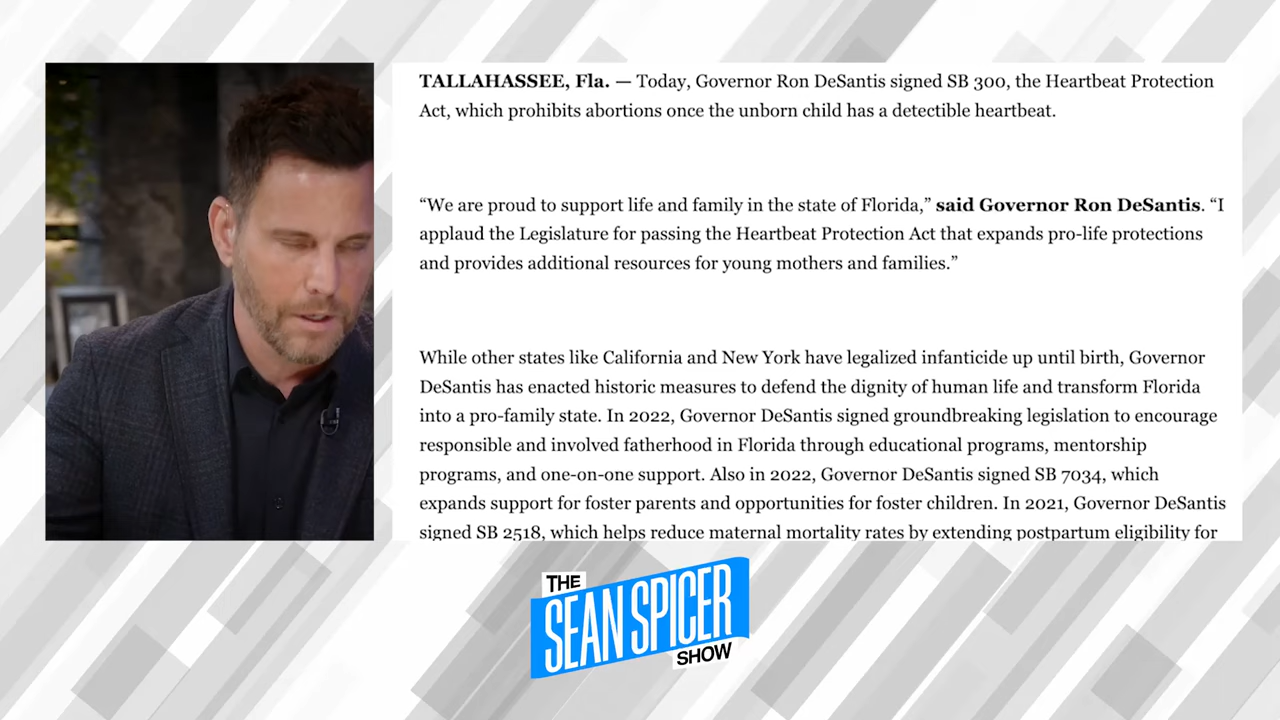 TALLAHASSEE, Fla. — Today, Governor Ron DeSantis signed SB 300, the Heartbeat Protection
Act, which prohibits abortions once the unborn child has a detectible heartbeat.
“We are proud to support life and family in the state of Florida,” said Governor Ron DeSantis. “I
applaud the Legislature for passing the Heartbeat Protection Act that expands pro-life protections
and provides additional resources for young mothers and families.”
While other states like California and New York have legalized infanticide up until birth, Governor
DeSantis has enacted historic measures to defend the dignity of human life and transform Florida
into a pro-family state. In 2022, Governor DeSantis signed groundbreaking legislation to encourage
responsible and involved fatherhood in Florida through educational programs, mentorship
programs, and one-on-one support. Also in 2022, Governor DeSantis signed SB 7034, which
expands support for foster parents and opportunities for foster children. In 2021, Governor DeSantis
signed SB 2518, which helps reduce maternal mortality rates by extending postpartum eligibility for
THE
SEAN SPICER
SHOW